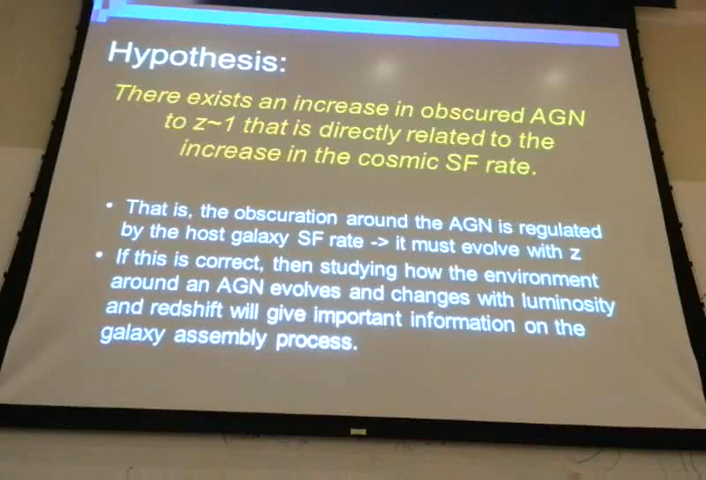 Hypothesis:
There exists an increase in obscured AGN
to z~1 that is directly related to the
increase in the cosmic SF rate.
• That is, the obscuration around the AGN is regulated
by the host galaxy SF rate -> it must evolve with z
• If this is correct, then studying how the environment
around an AGN evolves and changes with luminosity
and redshift will give important information on the
galaxy assembly process.